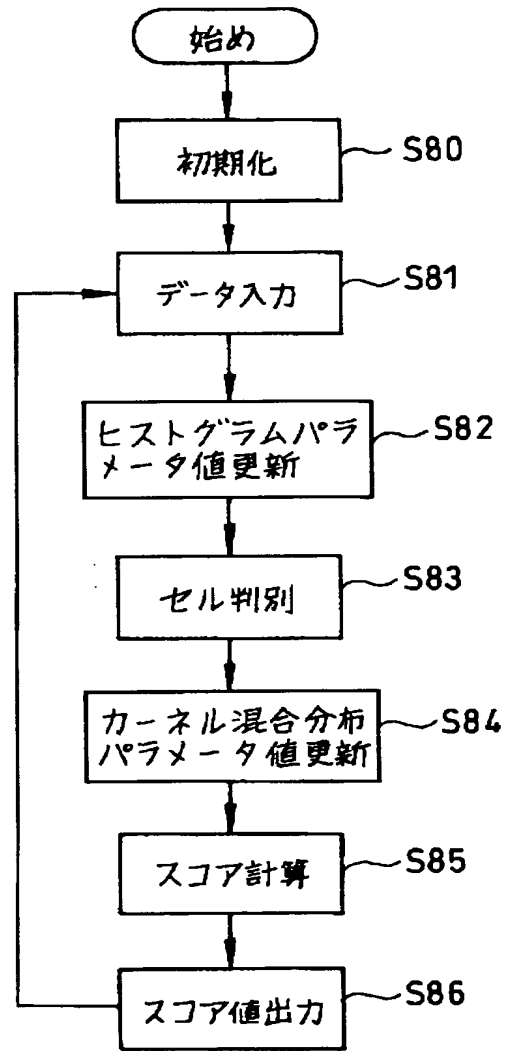 始め
初期化
S80
データ入力
S81
ヒストグラムパラ
メータ値更新
S82
セル判別
S83
カーネル混合分布
パラメータ値更新
S84
スコア計算
S85
スコア値出力
S86